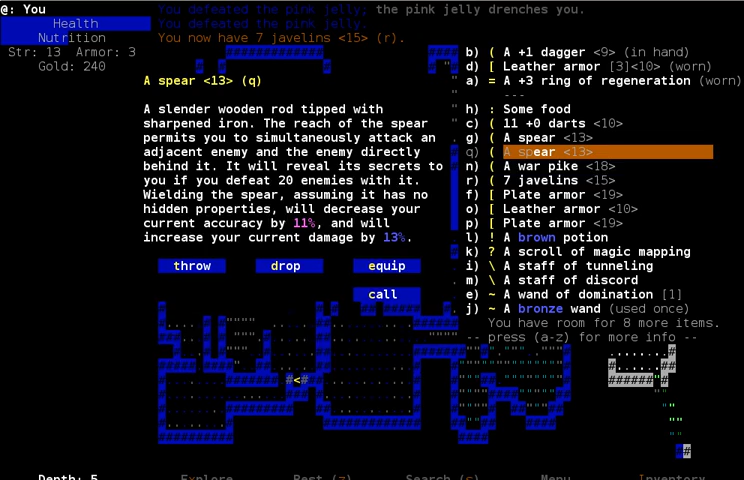 @: You
You defeated the pink jelly; the pink jelly drenches you.
Health
You defeated the pink jelly.
Nutrition
You now have 7 javelins <15> (r).
Str: 13 Armor: 3
Gold: 240
A spear <13> (q)
A slender wooden rod tipped with
sharpened iron. The reach of the spear
permits you to simultaneously attack an
adjacent enemy and the enemy directly
behind it. It will reveal its secrets to
you if you defeat 20 enemies with it.
Wielding the spear, assuming it has no
hidden properties, will decrease your
current accuracy by 11%, and will
increase your current damage by 13%.
throw drop equip
call
b) ( A +1 dagger <9> (in hand)
d) [ Leather armor [3]<10> (worn)
a) = A +3 ring of regeneration (worn)
---
h) : Some food
c) ( 11 +0 darts <10>
g) ( A spear <13>
q) ( A spear <13>
n) ( A war pike <18>
r) ( 7 javelins <15>
f) [ Plate armor <19>
o) [ Leather armor <10>
p) [ Plate armor <19>
l) ! A brown potion
k) ? A scroll of magic mapping
i) \ A staff of tunneling
m) \ A staff of discord
e) ~ A wand of domination [1]
j) ~ A bronze wand (used once)
You have room for 8 more items.
-- press (a-z) for more info --
Depth: 5 Explore Rest (z) Search (s) Menu Inventory